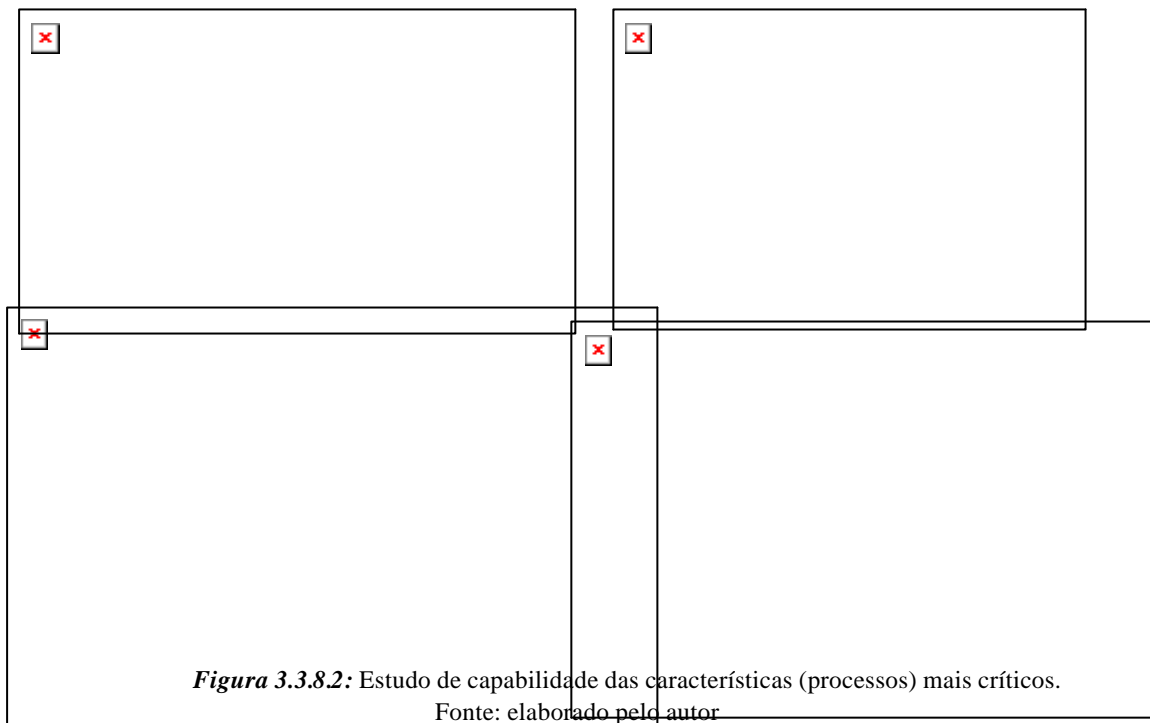 Figura 3.3.8.2: Estudo de capabilidade das características (processos) mais críticos.
Fonte: elaborado pelo autor